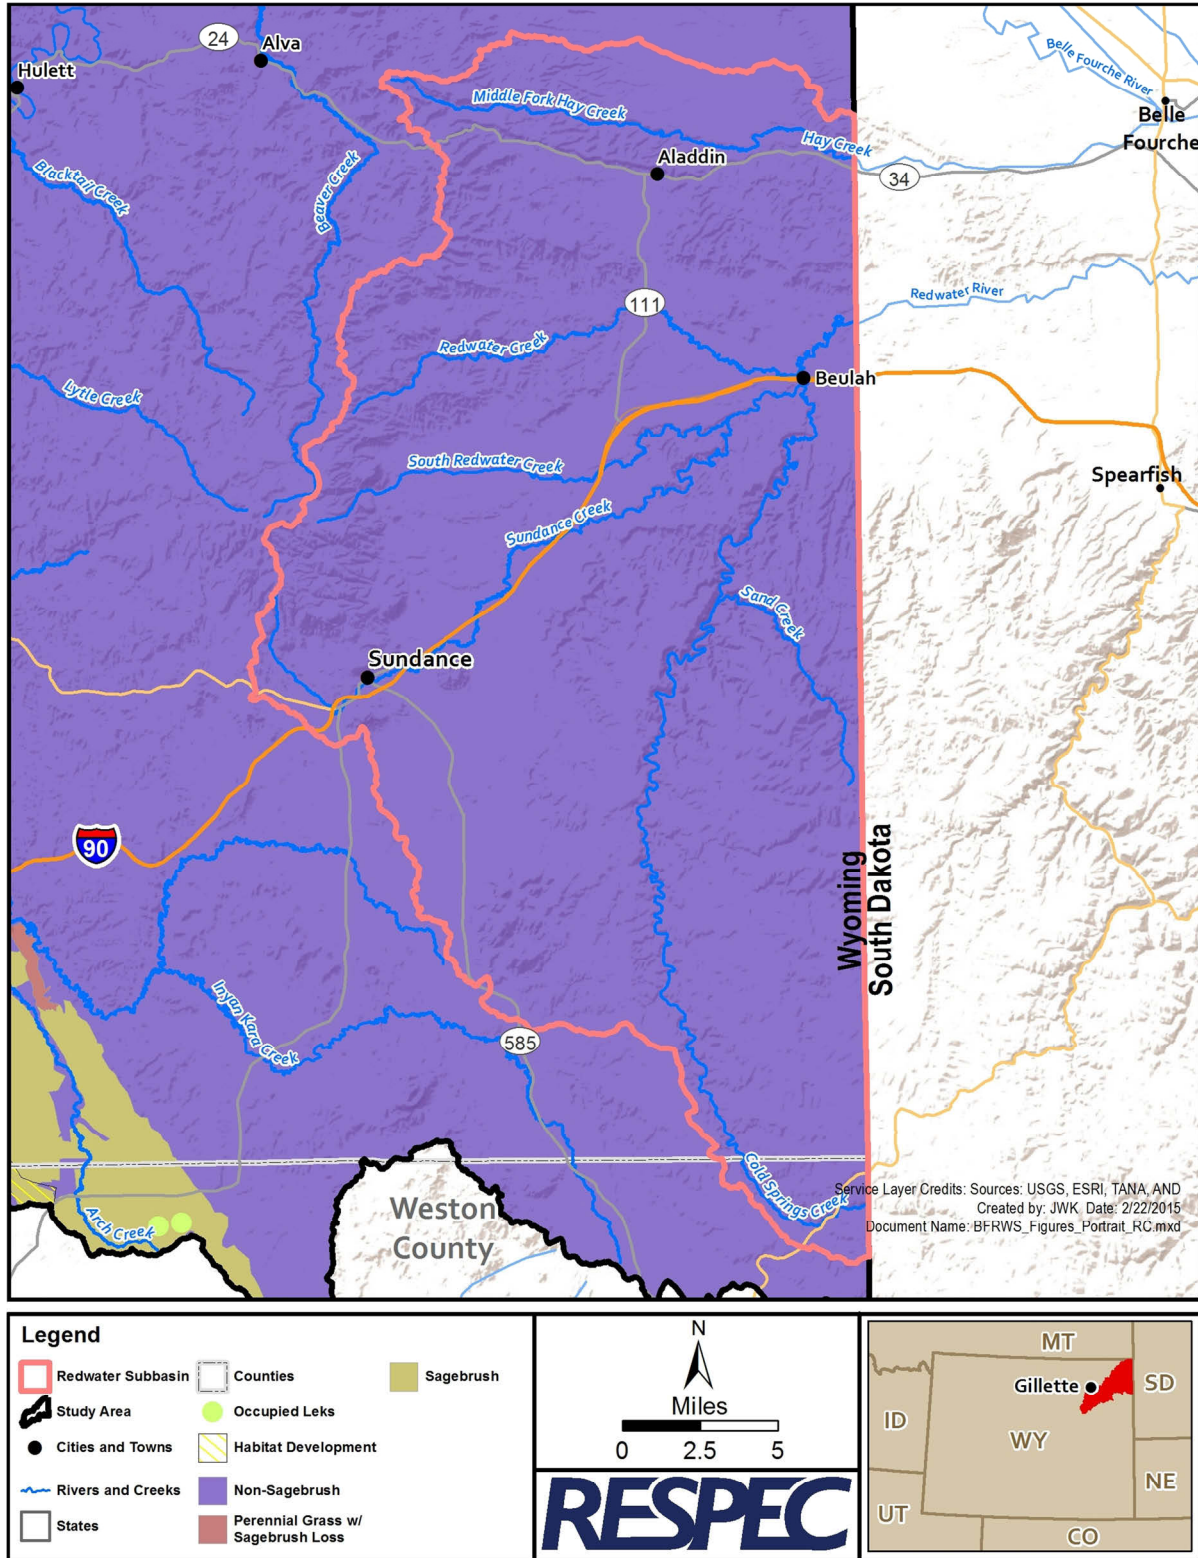 24
Alva
Hulett
Middle Fork Hay Creek
Hay Creek
Belle Fourche River
Belle
Fourche
Aladdin
34
Blacktail Creek
Beaver Creek
111
Redwater River
Redwater Creek
Beulah
Lytle Creek
South Redwater Creek
Spearfish
Sundance Creek
Sand Creek
Sundance
90
Wyoming
South Dakota
Inyan Kara Creek
585
Cold Springs Creek
Arch Creek
Weston
County
Service Layer Credits: Sources: USGS, ESRI, TANA, AND
Created by: JWK Date: 2/22/2015
Document Name: BFRWS_Figures_Portrait_RC.mxd
Legend
Redwater Subbasin
Counties
Sagebrush
Study Area
Occupied Leks
Cities and Towns
Habitat Development
Rivers and Creeks
Non-Sagebrush
States
Perennial Grass w/
Sagebrush Loss
N
Miles
0 2.5 5
RESPEC
MT
Gillette
SD
ID
WY
NE
UT
CO